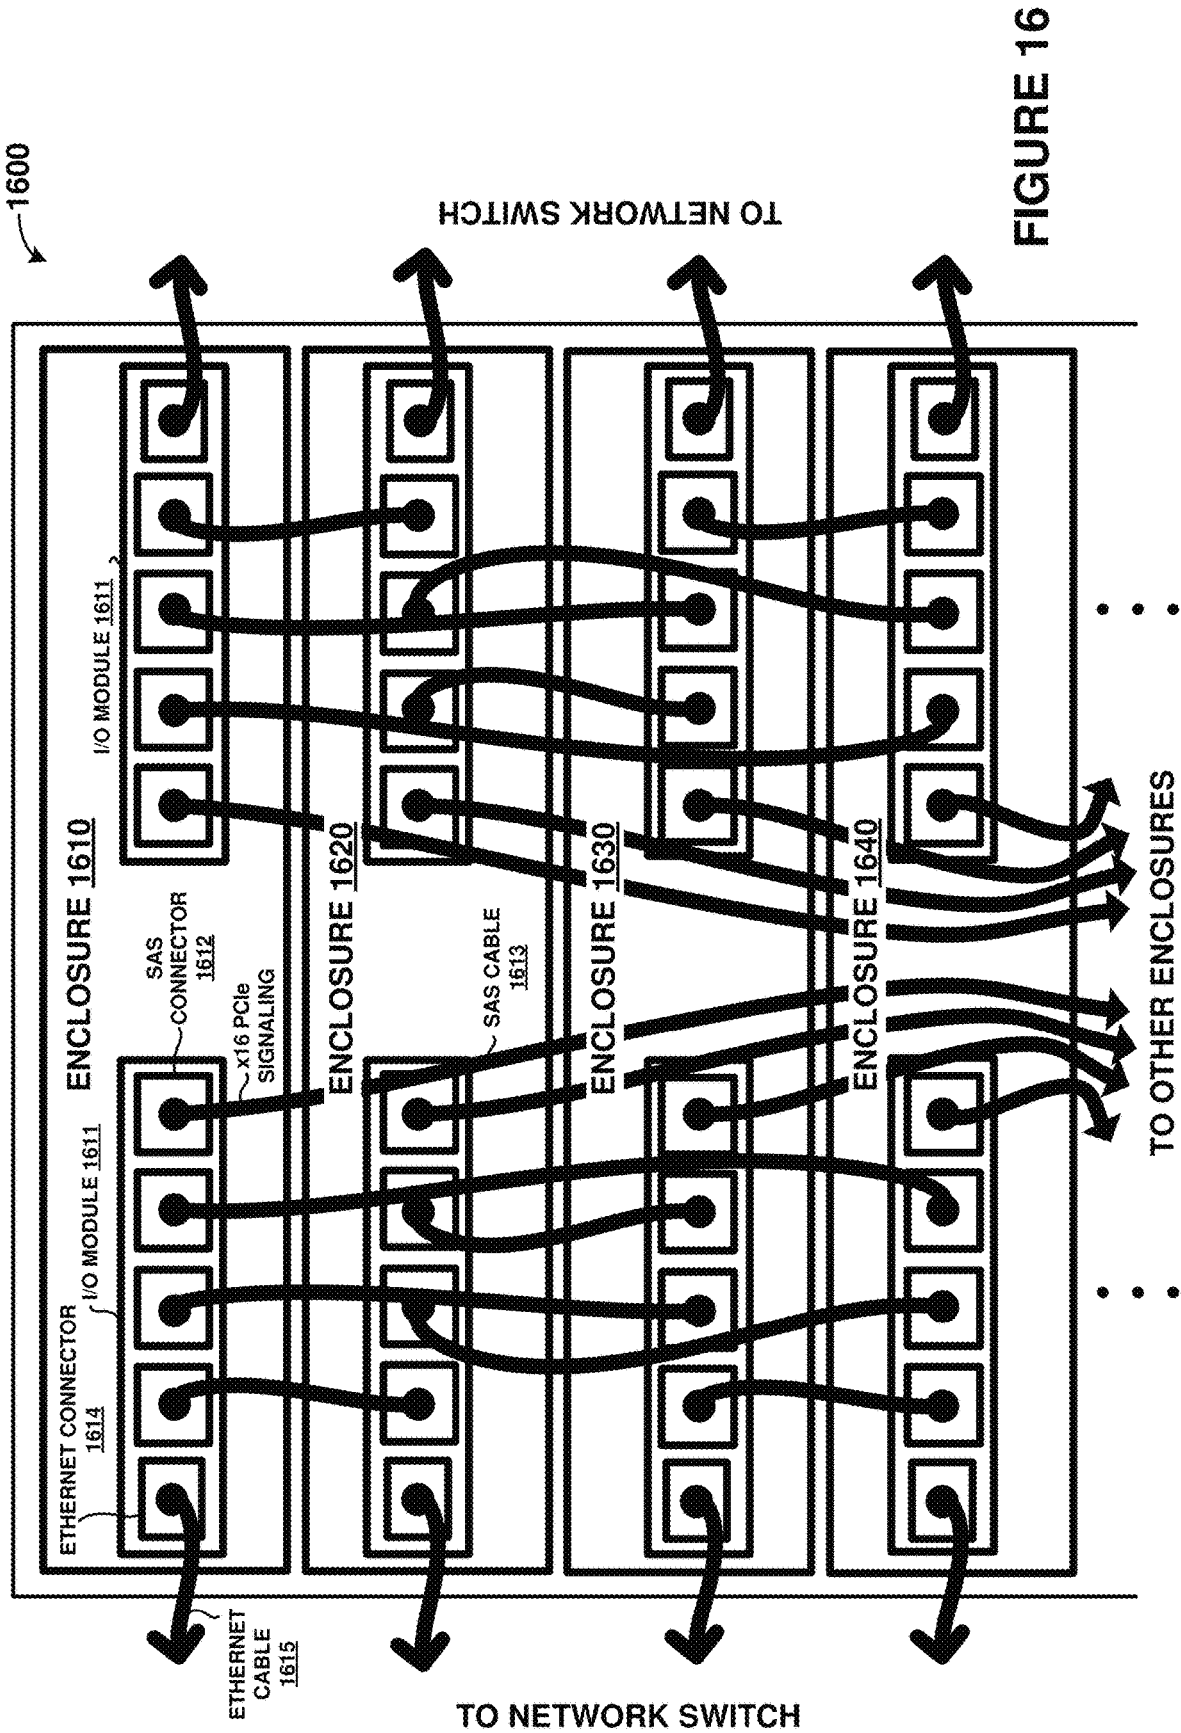 1600
TO NETWORK SWITCH
ETHERNET CABLE
1615
ETHERNET CONNECTOR
1614
I/O MODULE 1611
ENCLOSURE 1610
SAS
CONNECTOR
1612
x16 PCIe
SIGNALING
I/O MODULE 1611
ENCLOSURE 1620
SAS CABLE
1613
ENCLOSURE 1630
ENCLOSURE 1640
TO OTHER ENCLOSURES
TO NETWORK SWITCH
FIGURE 16